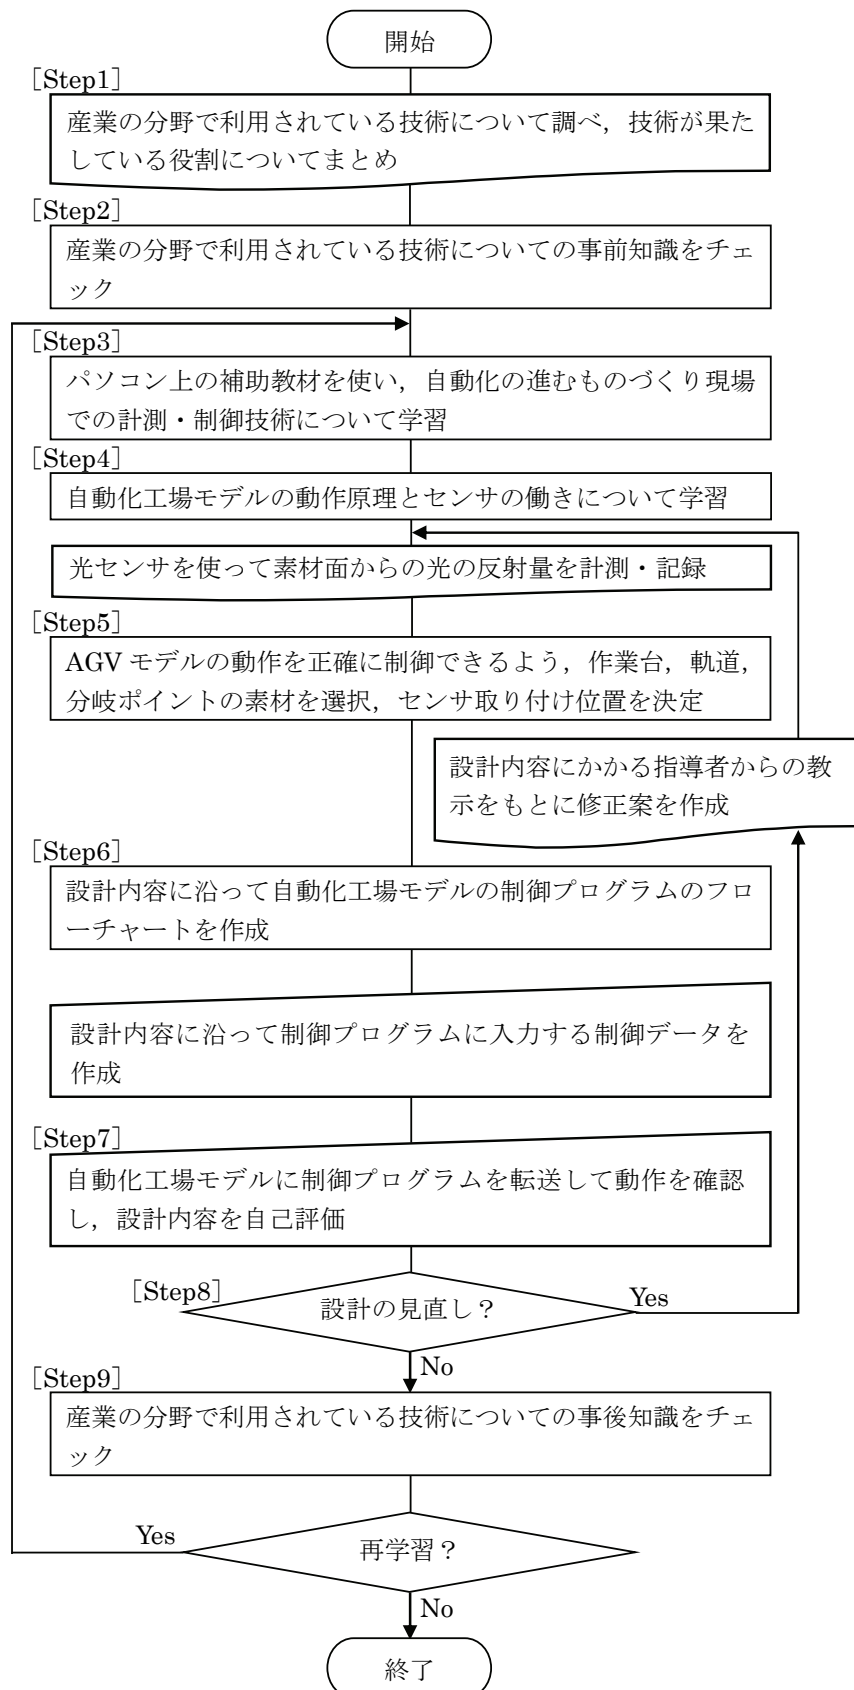 開始
[Step1]
産業の分野で利用されている技術について調べ，技術が果た
している役割についてまとめ
[Step2]
産業の分野で利用されている技術についての事前知識をチェ
ック
[Step3]
パソコン上の補助教材を使い，自動化の進むものづくり現場
での計測・制御技術について学習
[Step4]
自動化工場モデルの動作原理とセンサの働きについて学習
光センサを使って素材面からの光の反射量を計測・記録
[Step5]
AGV モデルの動作を正確に制御できるよう，作業台，軌道，
分岐ポイントの素材を選択，センサ取り付け位置を決定
設計内容にかかる指導者からの教
示をもとに修正案を作成
[Step6]
設計内容に沿って自動化工場モデルの制御プログラムのフロ
ーチャートを作成
設計内容に沿って制御プログラムに入力する制御データを
作成
[Step7]
自動化工場モデルに制御プログラムを転送して動作を確認
し，設計内容を自己評価
[Step8]
設計の見直し？
Yes
No
[Step9]
産業の分野で利用されている技術についての事後知識をチェ
ック
Yes
再学習？
No
終了